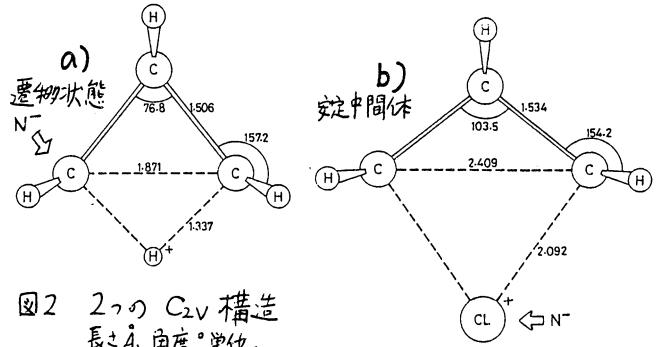 a)
遷移状態
N⁻
H
C
76.8
1.506
157.2
C
1.871
C
H
H
1.337
H⁺
b)
安定中間体
H
C
103.5
1.534
154.2
C
2.409
C
H
H
2.092
CL⁺
N⁻
図2 2つの C2V 構造
長さÅ、角度°単位.